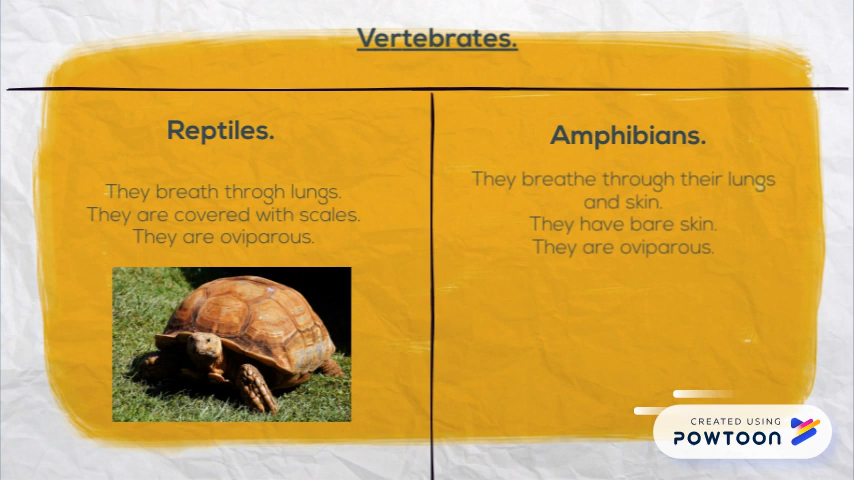 Vertebrates.
Reptiles.
They breath throgh lungs.
They are covered with scales.
They are oviparous.
Amphibians.
They breathe through their lungs
and skin.
They have bare skin.
They are oviparous.
CREATED USING
POWTOON